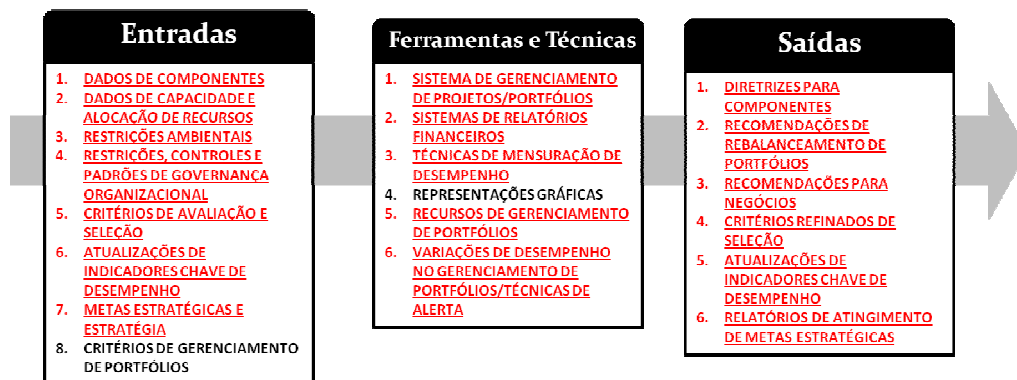 Entradas
1. DADOS DE COMPONENTES
2. DADOS DE CAPACIDADE E
ALOCAÇÃO DE RECURSOS
3. RESTRIÇÕES AMBIENTAIS
4. RESTRIÇÕES, CONTROLES E
PADRÕES DE GOVERNANÇA
ORGANIZACIONAL
5. CRITÉRIOS DE AVALIAÇÃO E
SELEÇÃO
6. ATUALIZAÇÕES DE
INDICADORES CHAVE DE
DESEMPENHO
7. METAS ESTRATÉGICAS E
ESTRATÉGIA
8. CRITÉRIOS DE GERENCIAMENTO
DE PORTFÓLIOS
Ferramentas e Técnicas
1. SISTEMA DE GERENCIAMENTO
DE PROJETOS/PORTFÓLIOS
2. SISTEMAS DE RELATÓRIOS
FINANCEIROS
3. TÉCNICAS DE MENSURAÇÃO DE
DESEMPENHO
4. REPRESENTAÇÕES GRÁFICAS
5. RECURSOS DE GERENCIAMENTO
DE PORTFÓLIOS
6. VARIAÇÕES DE DESEMPENHO
NO GERENCIAMENTO DE
PORTFÓLIOS/TÉCNICAS DE
ALERTA
Saídas
1. DIRETRIZES PARA
COMPONENTES
2. RECOMENDAÇÕES DE
REBALANCEAMENTO DE
PORTFÓLIOS
3. RECOMENDAÇÕES PARA
NEGÓCIOS
4. CRITÉRIOS REFINADOS DE
SELEÇÃO
5. ATUALIZAÇÕES DE
INDICADORES CHAVE DE
DESEMPENHO
6. RELATÓRIOS DE ATINGIMENTO
DE METAS ESTRATÉGICAS